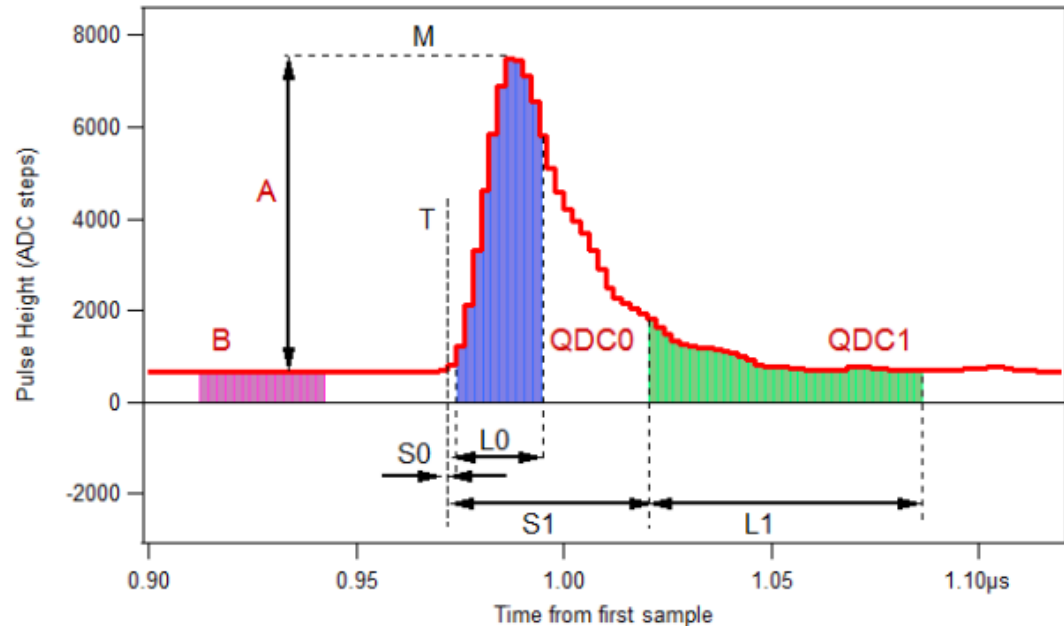 8000
M
6000
A
T
4000
Pulse Height (ADC steps)
2000
B
QDC0
QDC1
0
S0
L0
-2000
S1
L1
0.90
0.95
1.00
1.05
1.10µs
Time from first sample